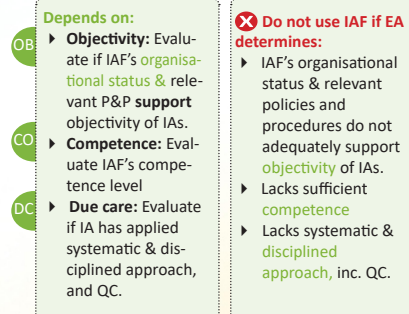 Depends on:
OB
Objectivity: Evalu-
ate if IAF's organisa-
tional status & rele-
vant P&P support
objectivity of IAs.
CO
Competence: Eval-
uate IAF's compe-
tence level
DC
Due care: Evaluate
if IA has applied
systematic & dis-
ciplined approach,
and QC.
Do not use IAF if EA
determines:
IAF's organisational
status & relevant
policies and
procedures do not
adequately support
objectivity of IAs.
Lacks sufficient
competence
Lacks systematic &
disciplined
approach, inc. QC.